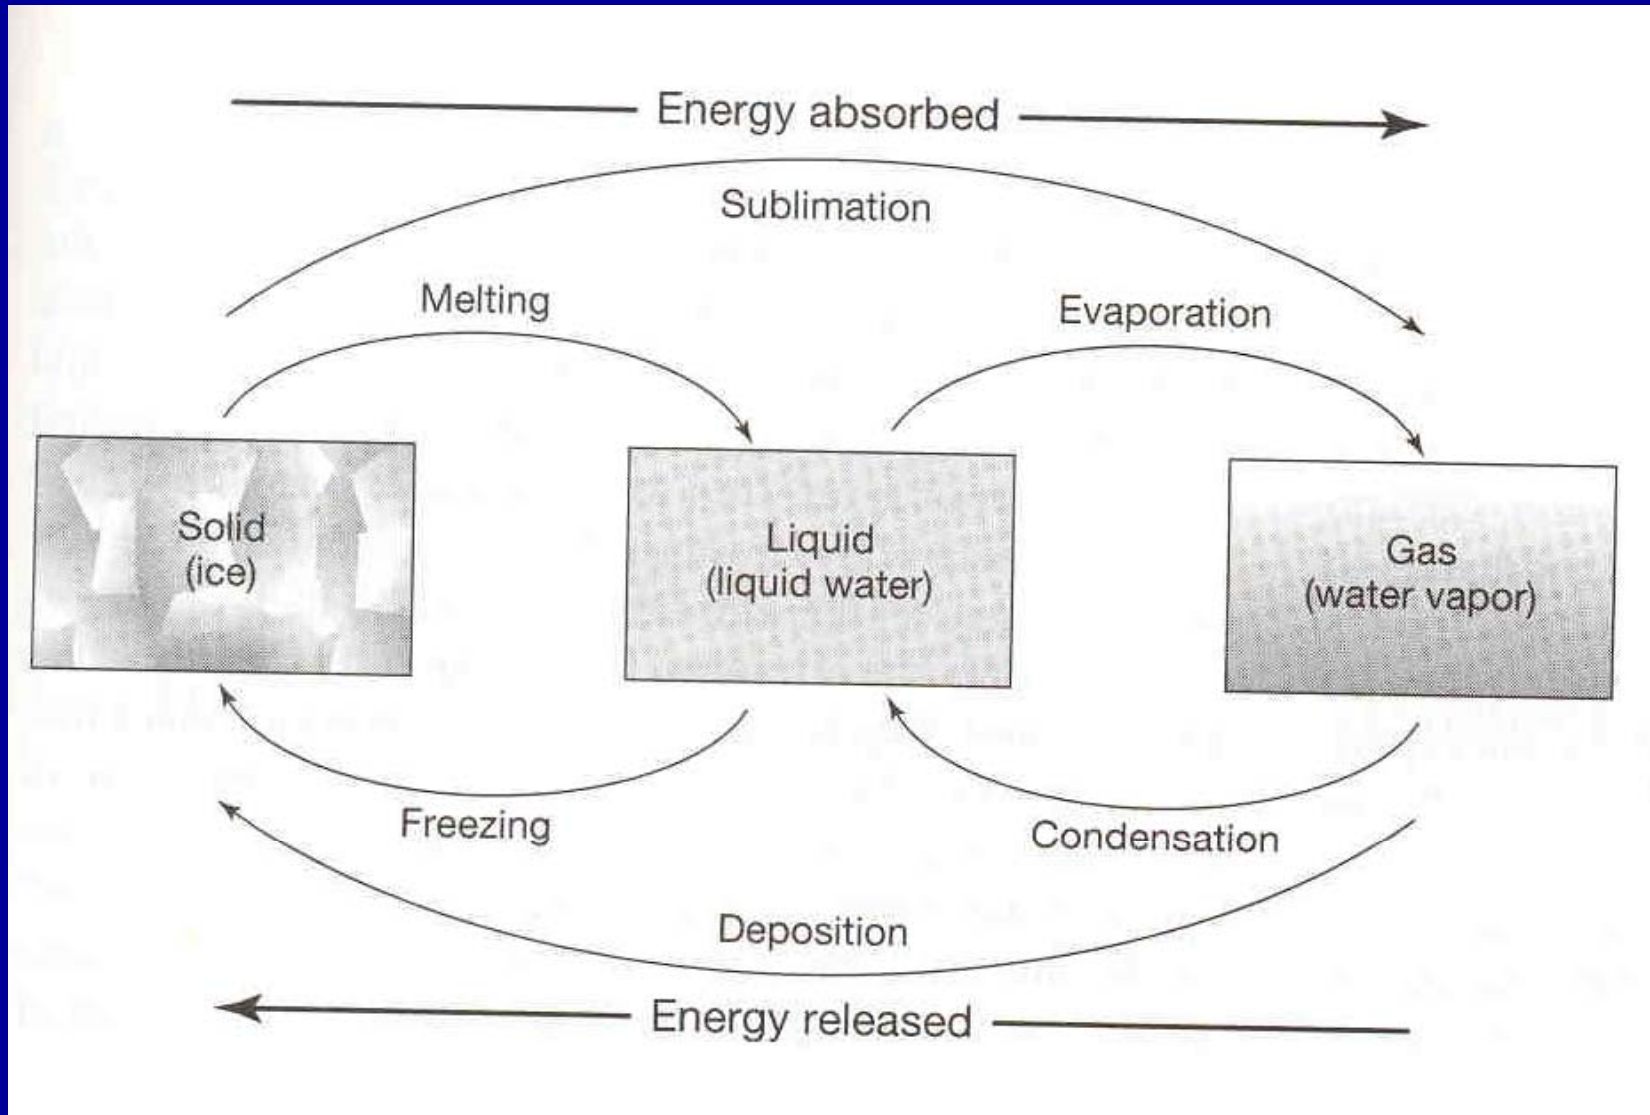 Energy absorbed
Sublimation
Melting
Evaporation
Solid
(ice)
Liquid
(liquid water)
Gas
(water vapor)
Freezing
Condensation
Deposition
Energy released